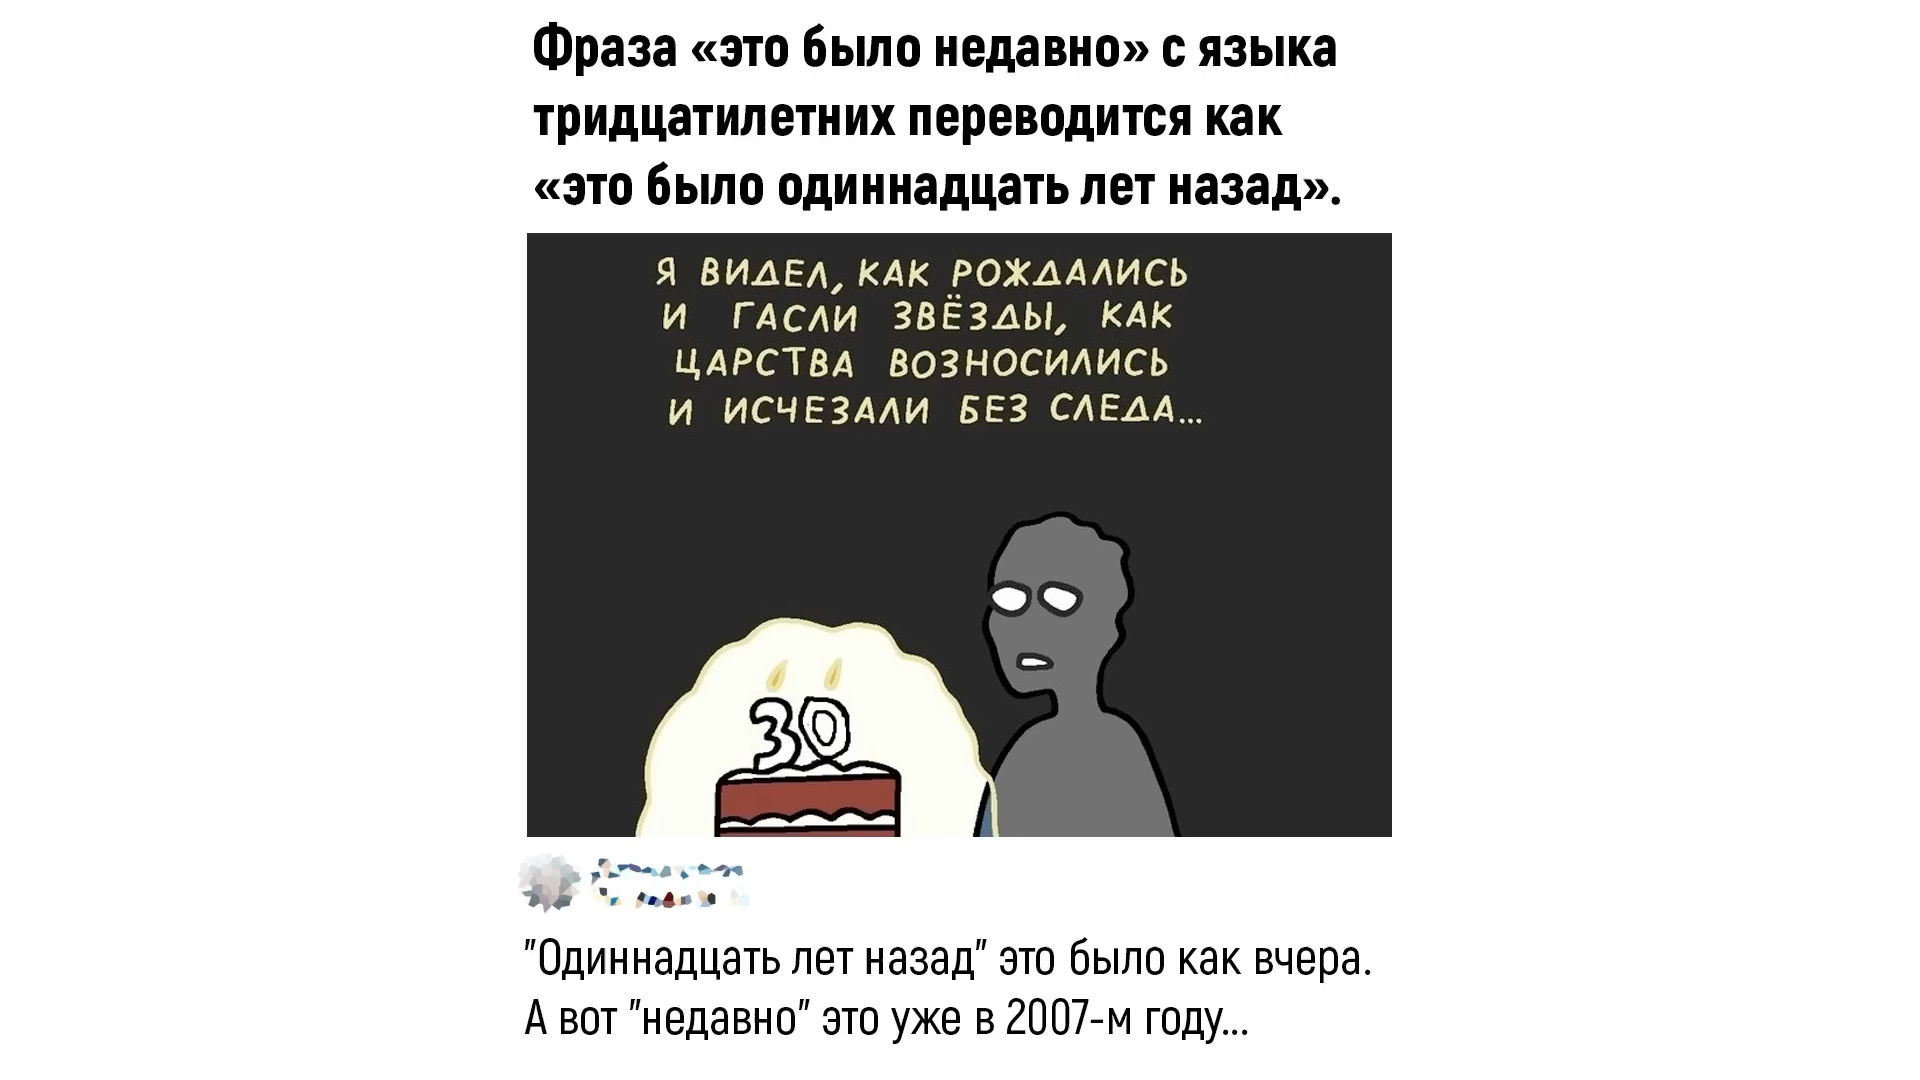 Фраза «это было недавно» с языка
тридцатилетних переводится как
«это было одиннадцать лет назад».
Я ВИДЕЛ, КАК РОЖДАЛИСЬ
И ГАСЛИ ЗВЁЗДЫ, КАК
ЦАРСТВА ВОЗНОСИЛИСЬ
И ИСЧЕЗАЛИ БЕЗ СЛЕДА...
30
"Одиннадцать лет назад" это было как вчера.
А вот "недавно" это уже в 2007-м году...